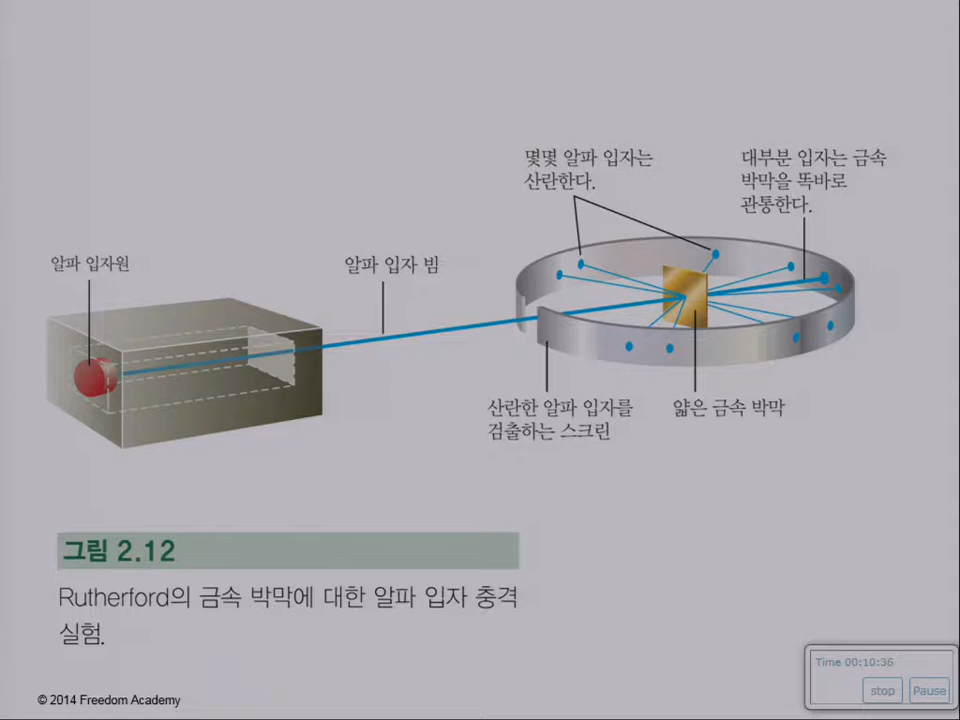 몇몇 알파 입자는
산란한다.
대부분 입자는 금속
박막을 똑바로
관통한다.
알파 입자원
알파 입자 빔
산란한 알파 입자를
검출하는 스크린
얇은 금속 박막
그림 2.12
Rutherford의 금속 박막에 대한 알파 입자 충격
실험.
Time 00:10:36
stop
Pause
© 2014 Freedom Academy